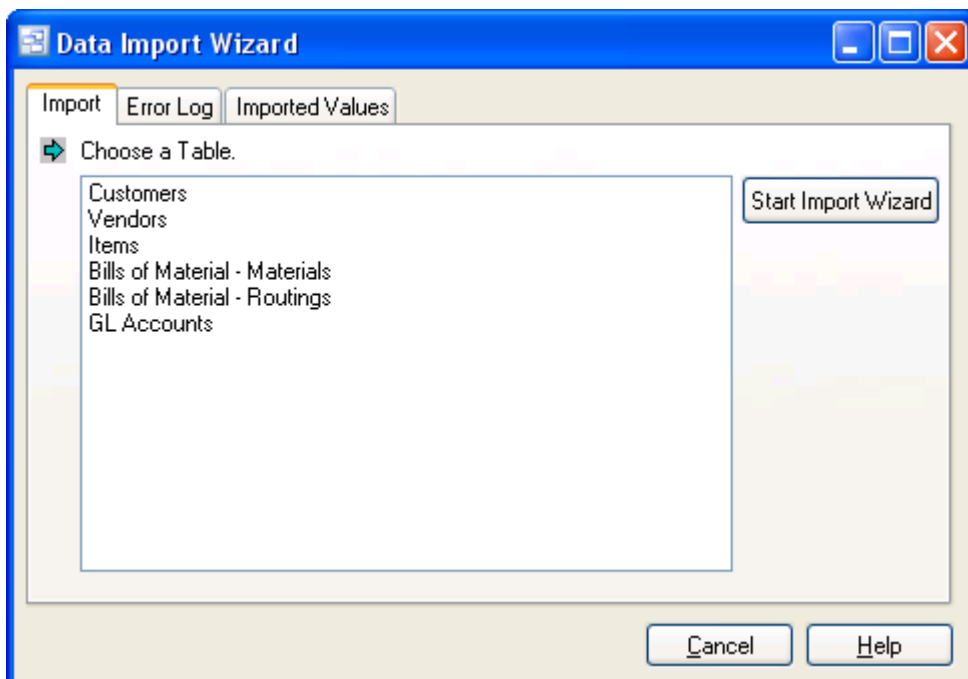 Data Import Wizard
Import
Error Log
Imported Values
Choose a Table.
Customers
Vendors
Items
Bills of Material - Materials
Bills of Material - Routings
GL Accounts
Start Import Wizard
Cancel
Help